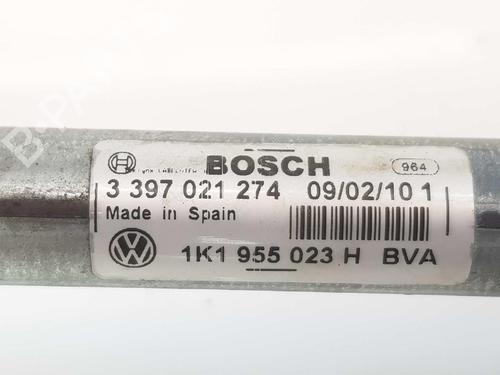 BOSCH 964
3 397 021 274 09/02/10 1
Made in Spain
1K1 955 023 H BVA